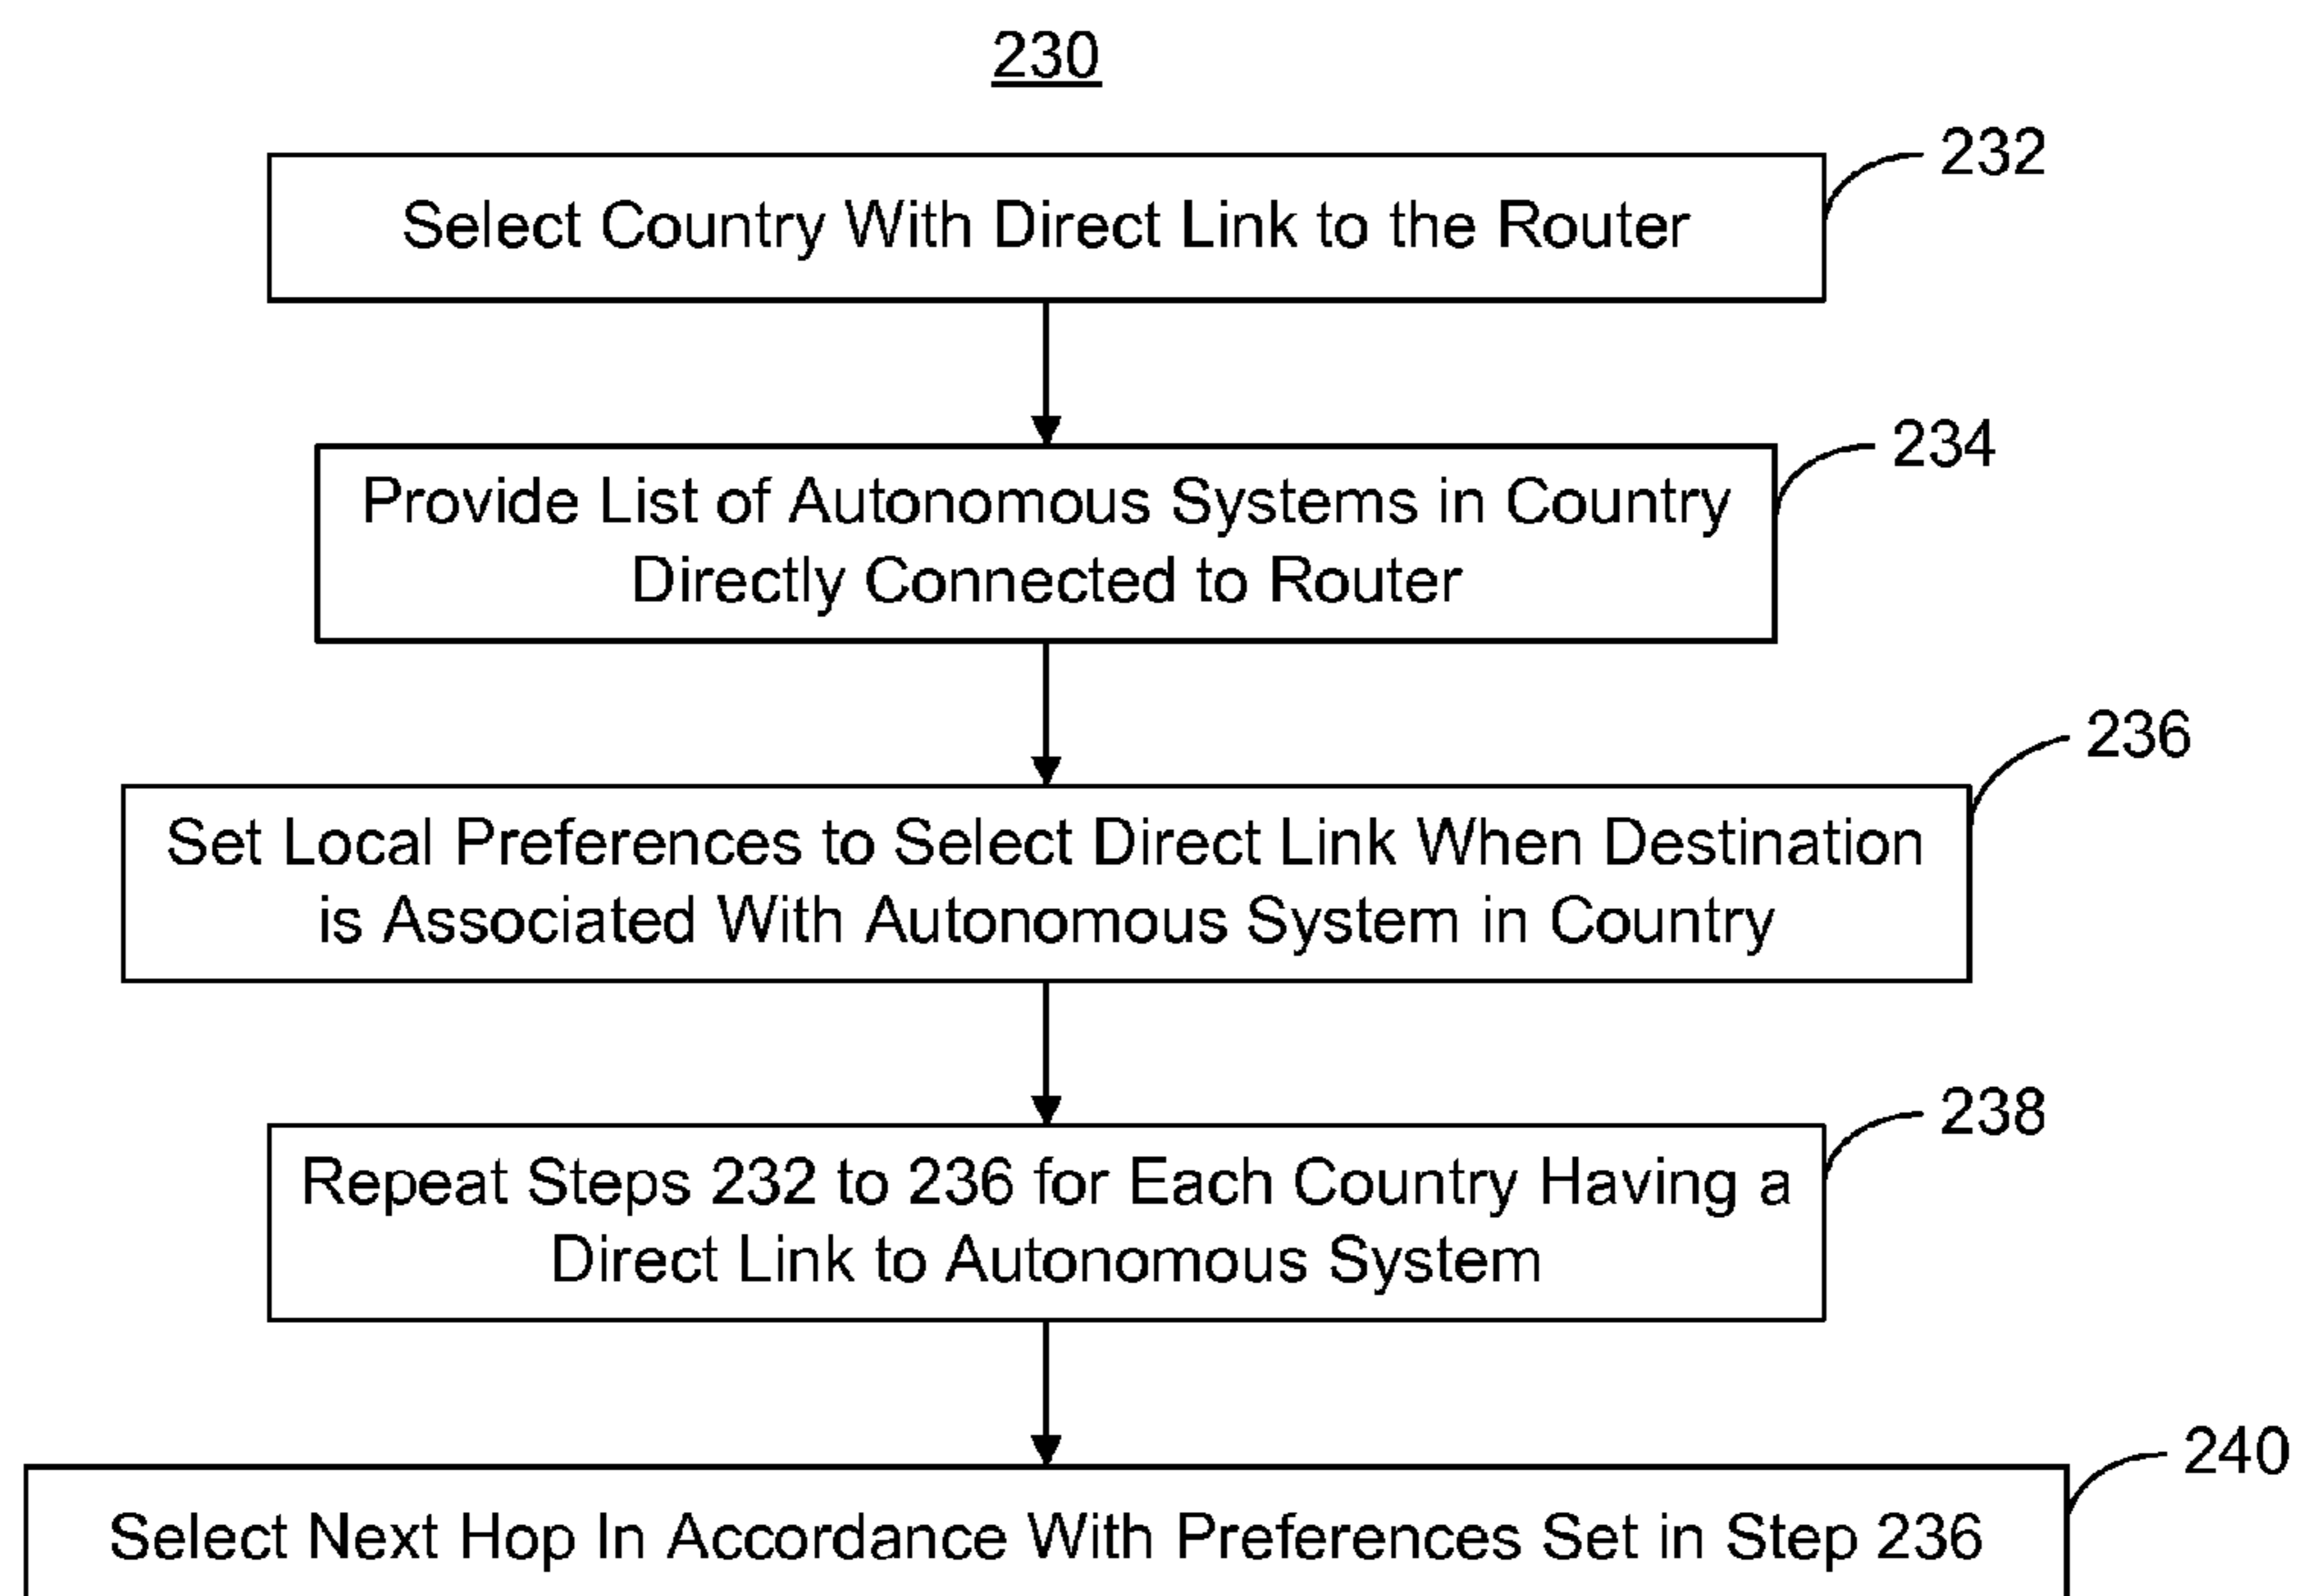 230
232
Select Country With Direct Link to the Router
234
Provide List of Autonomous Systems in Country
Directly Connected to Router
236
Set Local Preferences to Select Direct Link When Destination
is Associated With Autonomous System in Country
238
Repeat Steps 232 to 236 for Each Country Having a
Direct Link to Autonomous System
240
Select Next Hop In Accordance With Preferences Set in Step 236